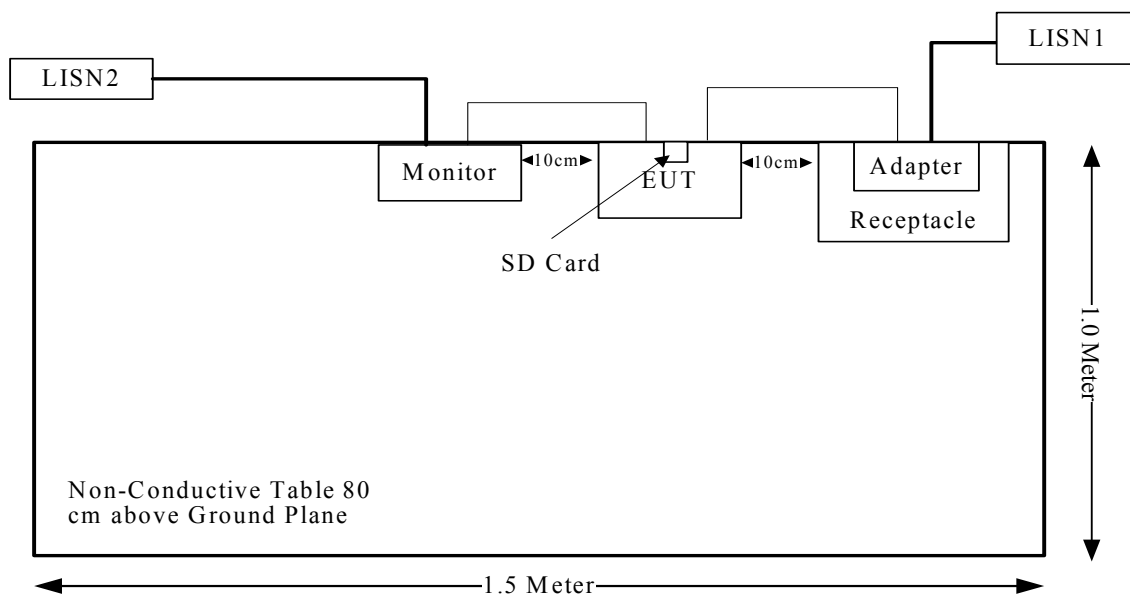 LISN1
LISN2
10cm
10cm
Monitor
EUT
Adapter
Receptacle
SD Card
1.0 Meter
Non-Conductive Table 80
cm above Ground Plane
1.5 Meter